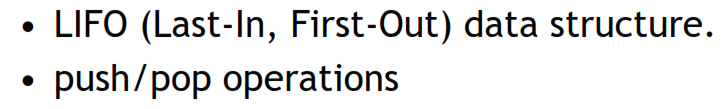 • LIFO (Last-In, First-Out) data structure.
• push/pop operations